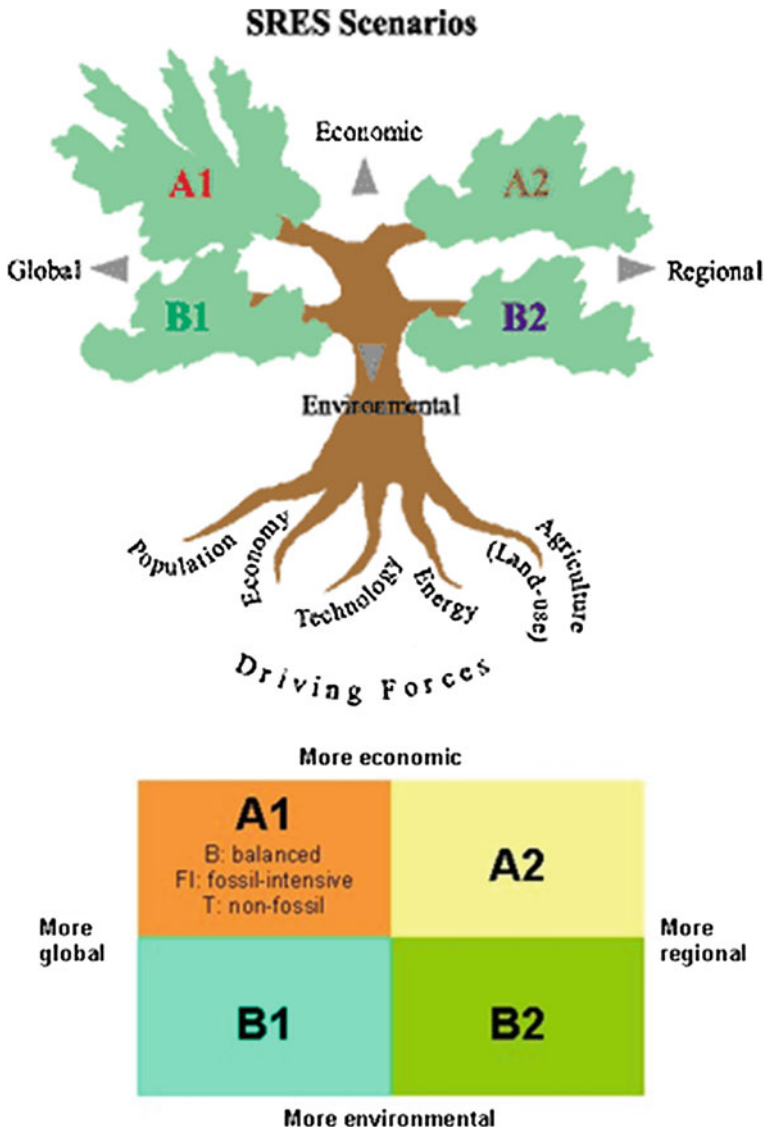 SRES Scenarios
Economic
A1
A2
Global
Regional
B1
B2
Environmental
Population
Economy
Technology
Energy
Agriculture
(Land-use)
Driving Forces
More economic
A1
B: balanced
FI: fossil-intensive
T: non-fossil
A2
More
global
More
regional
B1
B2
More environmental